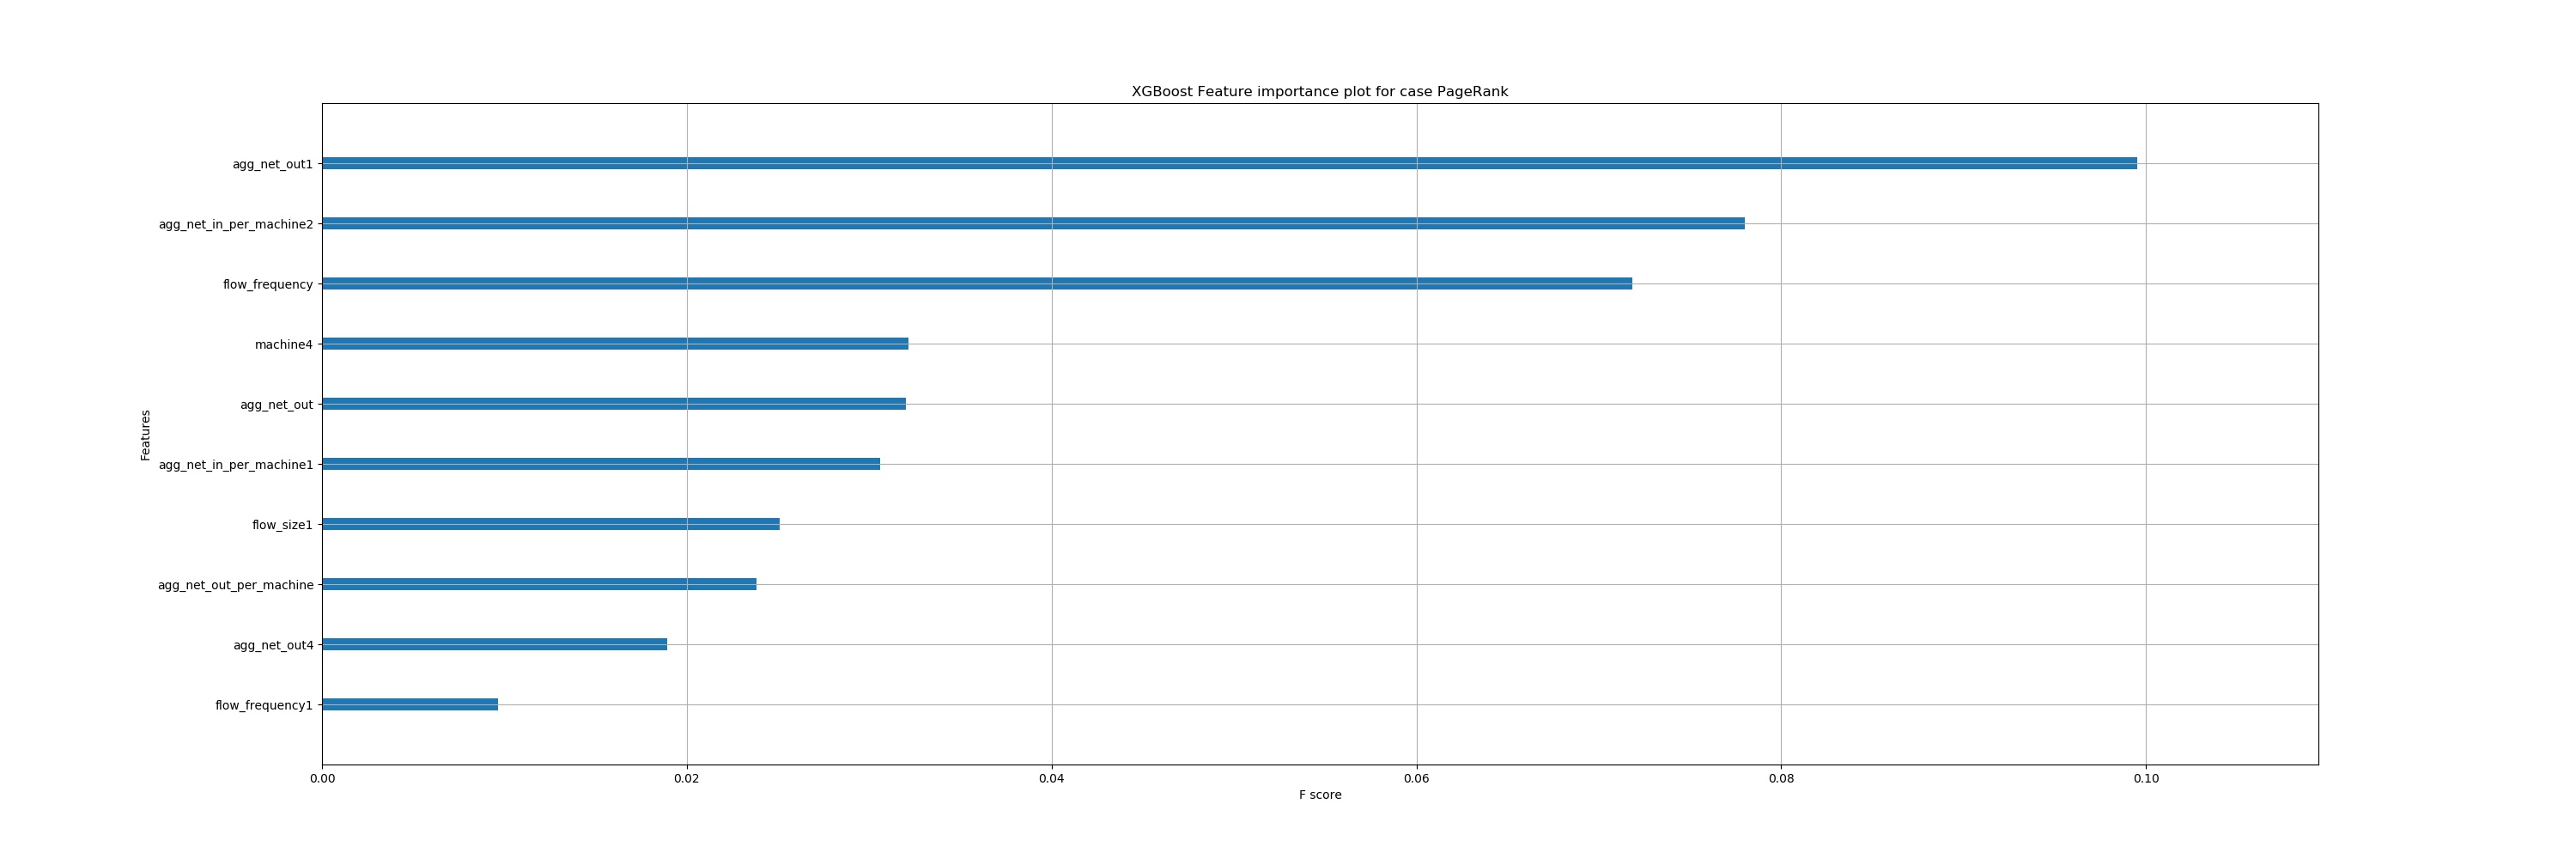 XGBoost Feature importance plot for case PageRank
Features
agg_net_out1
agg_net_in_per_machine2
flow_frequency
machine4
agg_net_out
agg_net_in_per_machine1
flow_size1
agg_net_out_per_machine
agg_net_out4
flow_frequency1
0.00 0.02 0.04 0.06 0.08 0.10
F score